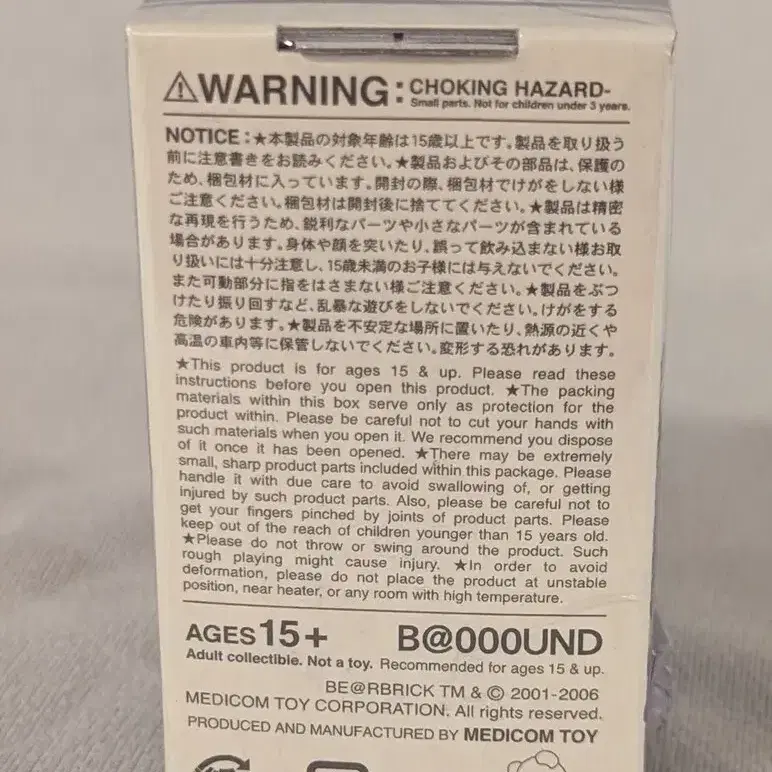 ⚠WARNING: CHOKING HAZARD-
Small parts. Not for children under 3 years.
NOTICE:★本製品の対象年齢は15歳以上です。製品を取り扱う
前に注意書きをお読みください。★製品およびその部品は、保護の
ため、梱包材に入っています。開封の際、梱包材でけがをしない様
ご注意ください。梱包材は開封後に捨ててください。★製品は精密
な再現を行うため、鋭利なパーツや小さなパーツが含まれている
場合があります。身体や顔を突いたり、誤って飲み込まない様お取
り扱いには十分注意し、15歳未満のお子様には与えないでください。
また可動部分に指をはさまない様ご注意ください。★製品をぶつ
けたり振り回すなど、乱暴な遊びをしないでください。けがをする
危険があります。★製品を不安定な場所に置いたり、熱源の近くや
高温の車内等に保管しないでください。変形する恐れがあります。
★This product is for ages 15 & up. Please read these
instructions before you open this product. ★The packing
materials within this box serve only as protection for the
product within. Please be careful not to cut your hands with
such materials when you open it. We recommend you dispose
of it once it has been opened. ★There may be extremely
small, sharp product parts included within this package. Please
handle it with due care to avoid swallowing of, or getting
injured by such product parts. Also, please be careful not to
get your fingers pinched by joints of product parts. Please
keep out of the reach of children younger than 15 years old.
★Please do not throw or swing around the product. Such
rough playing might cause injury. ★In order to avoid
deformation, please do not place the product at unstable
position, near heater, or any room with high temperature.
AGES15+ B@000UND
Adult collectible. Not a toy. Recommended for ages 15 & up.
BE@RBRICK TM & © 2001-2006
MEDICOM TOY CORPORATION. All rights reserved.
PRODUCED AND MANUFACTURED BY MEDICOM TOY